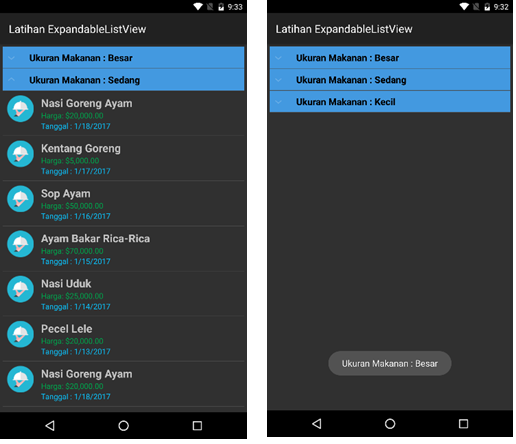 9:33
Latihan ExpandableListView
Ukuran Makanan : Besar
Ukuran Makanan : Sedang
Nasi Goreng Ayam
Harga: $20,000.00
Tanggal : 1/18/2017
Kentang Goreng
Harga: $5,000.00
Tanggal : 1/17/2017
Sop Ayam
Harga: $50,000.00
Tanggal : 1/16/2017
Ayam Bakar Rica-Rica
Harga: $70,000.00
Tanggal : 1/15/2017
Nasi Uduk
Harga: $25,000.00
Tanggal : 1/14/2017
Pecel Lele
Harga: $20,000.00
Tanggal : 1/13/2017
Nasi Goreng Ayam
Harga: $20,000.00
Tanggal : 1/18/2017
9:32
Latihan ExpandableListView
Ukuran Makanan : Besar
Ukuran Makanan : Sedang
Ukuran Makanan : Kecil
Ukuran Makanan : Besar